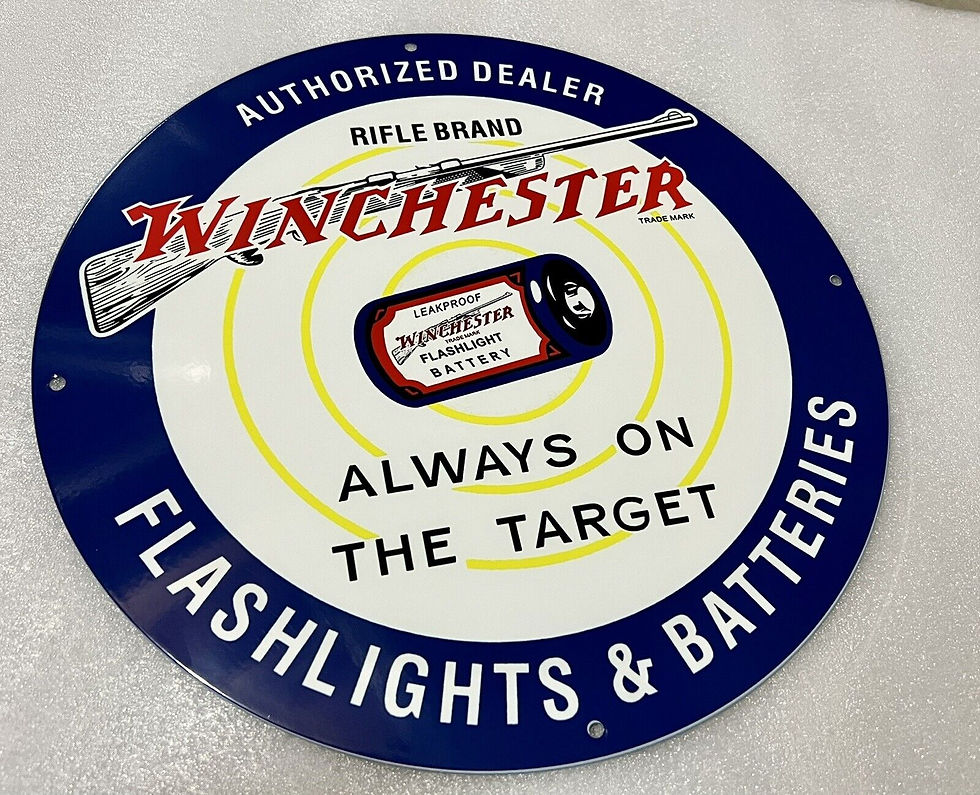 AUTHORIZED DEALER
RIFLE BRAND
WINCHESTER
TRADE MARK
LEAKPROOF
WINCHESTER
TRADE MARK
FLASHLIGHT
BATTERY
ALWAYS ON
THE TARGET
FLASHLIGHTS & BATTERIES